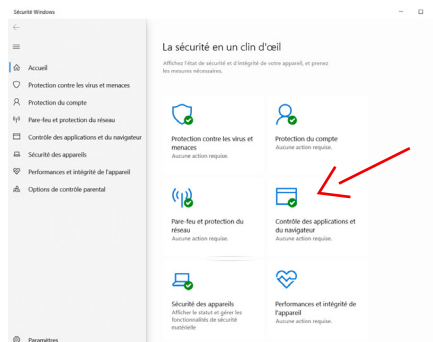 Sécurité Windows
Accueil
Protection contre les virus et menaces
Protection du compte
Pare-feu et protection du réseau
Contrôle des applications et du navigateur
Sécurité des appareils
Performances et intégrité de l'appareil
Options de contrôle parental
Paramètres
La sécurité en un clin d'œil
Affichez l'état de sécurité et d'intégrité de votre appareil, et prenez
les mesures nécessaires.
Protection contre les virus et
menaces
Aucune action requise.
Protection du compte
Aucune action requise.
Pare-feu et protection du
réseau
Aucune action requise.
Contrôle des applications et
du navigateur
Aucune action requise.
Sécurité des appareils
Afficher le statut et gérer les
fonctionnalités de sécurité
matérielle
Performances et intégrité de
l'appareil
Aucune action requise.